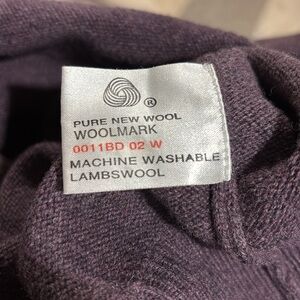 ®
PURE NEW WOOL
WOOLMARK
0011BD 02 W
MACHINE WASHABLE
LAMBSWOOL